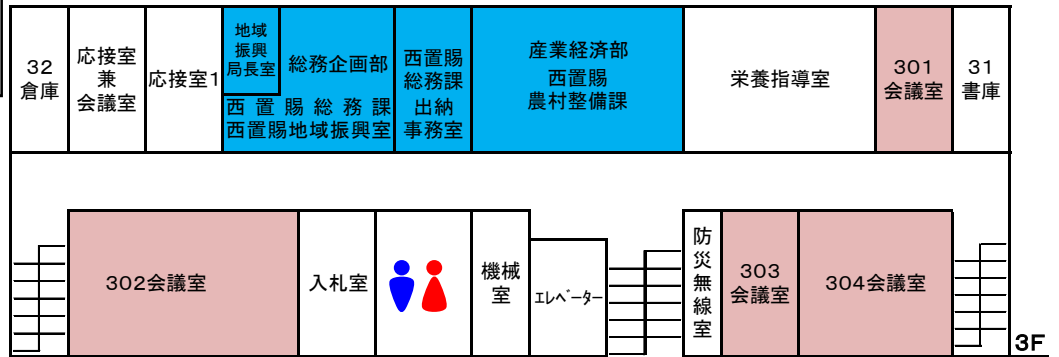 32
倉庫
応接室
兼
会議室
応接室1
地域
振興
局長室
総務企画部
西置賜総務課
西置賜地域振興室
西置賜
総務課
出納
事務室
産業経済部
西置賜
農村整備課
栄養指導室
301
会議室
31
書庫
302会議室
入札室
機械
室
エレベーター
防
災
無
線
室
303
会議室
304会議室
3F